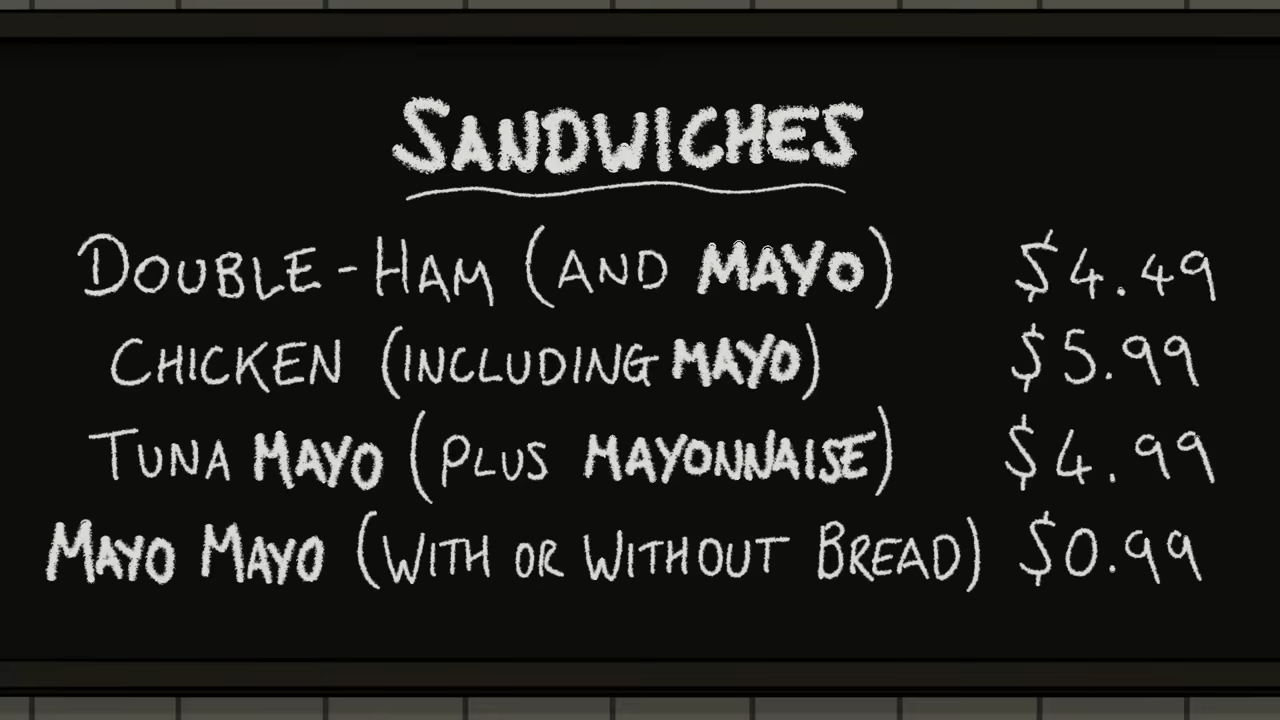 SANDWICHES
DOUBLE-HAM (AND MAYO) $4.49
CHICKEN (INCLUDING MAYO) $5.99
TUNA MAYO (PLUS MAYONNAISE) $4.99
MAYO MAYO (WITH OR WITHOUT BREAD) $0.99